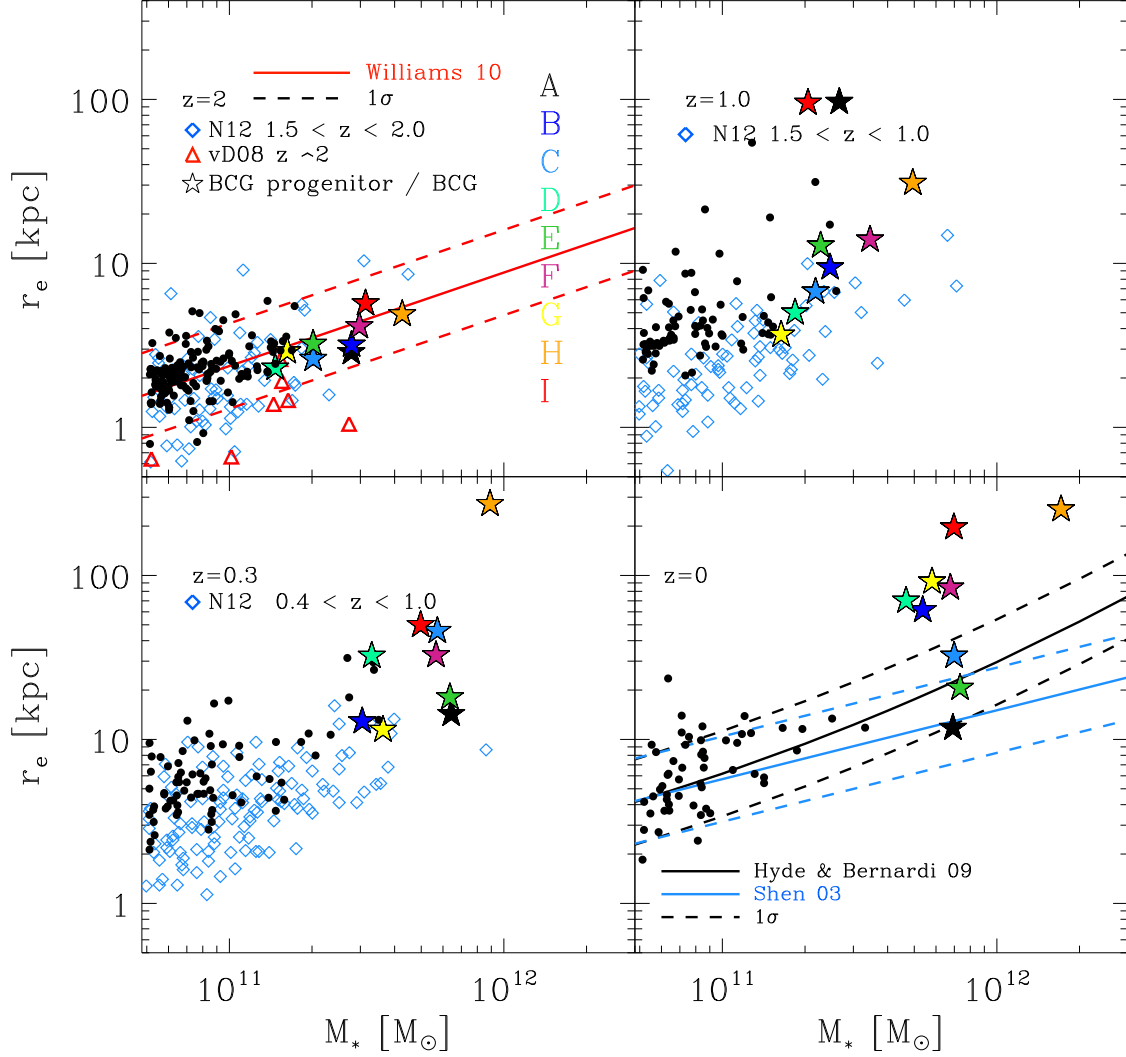 r_e [kpc]
100
10
1
Williams 10
z=2
1σ
N12 1.5 < z < 2.0
vD08 z ^2
BCG progenitor / BCG
A
B
C
D
E
F
G
H
I
z=1.0
N12 1.5 < z < 1.0
r_e [kpc]
100
10
1
z=0.3
N12 0.4 < z < 1.0
z=0
Hyde & Bernardi 09
Shen 03
1σ
10^11
10^12
10^11
10^12
M_* [M_⊙]
M_* [M_⊙]